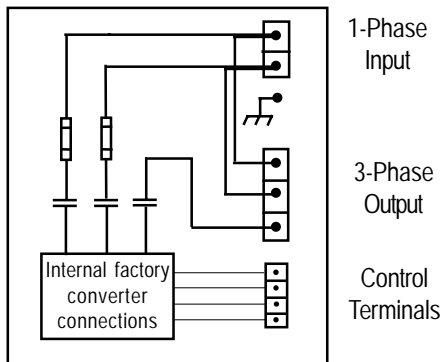 1-Phase
Input
3-Phase
Output
Internal factory
converter
connections
Control
Terminals